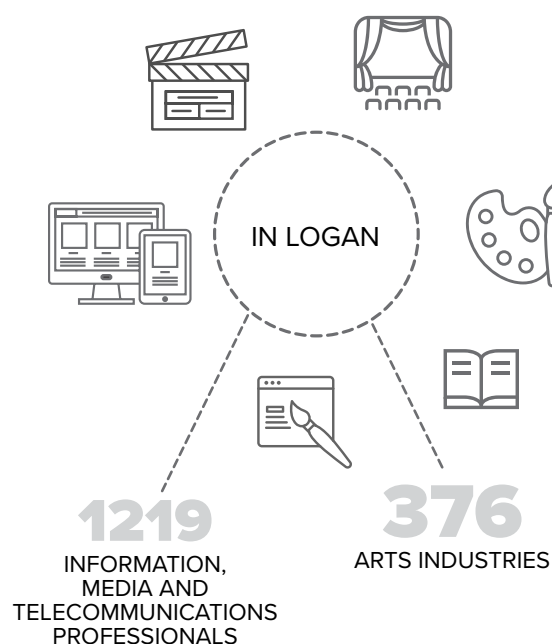 IN LOGAN
1219
INFORMATION,
MEDIA AND
TELECOMMUNICATIONS
PROFESSIONALS
376
ARTS INDUSTRIES